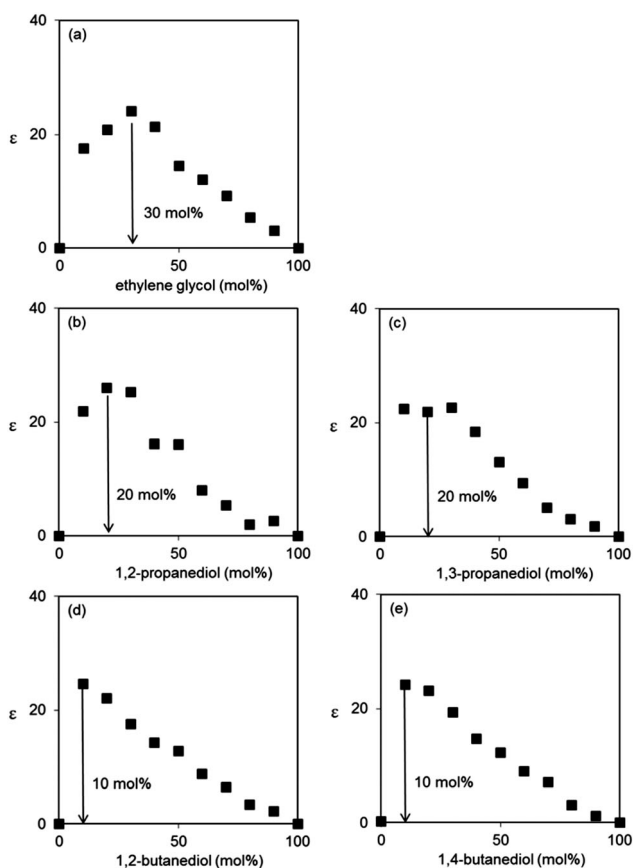 (a)
40
20
ε
0
30 mol%
0 50 100
ethylene glycol (mol%)
(b)
40
20
ε
0
20 mol%
0 50 100
1,2-propanediol (mol%)
(c)
40
20
ε
0
20 mol%
0 50 100
1,3-propanediol (mol%)
(d)
40
20
ε
0
10 mol%
0 50 100
1,2-butanediol (mol%)
(e)
40
20
ε
0
10 mol%
0 50 100
1,4-butanediol (mol%)